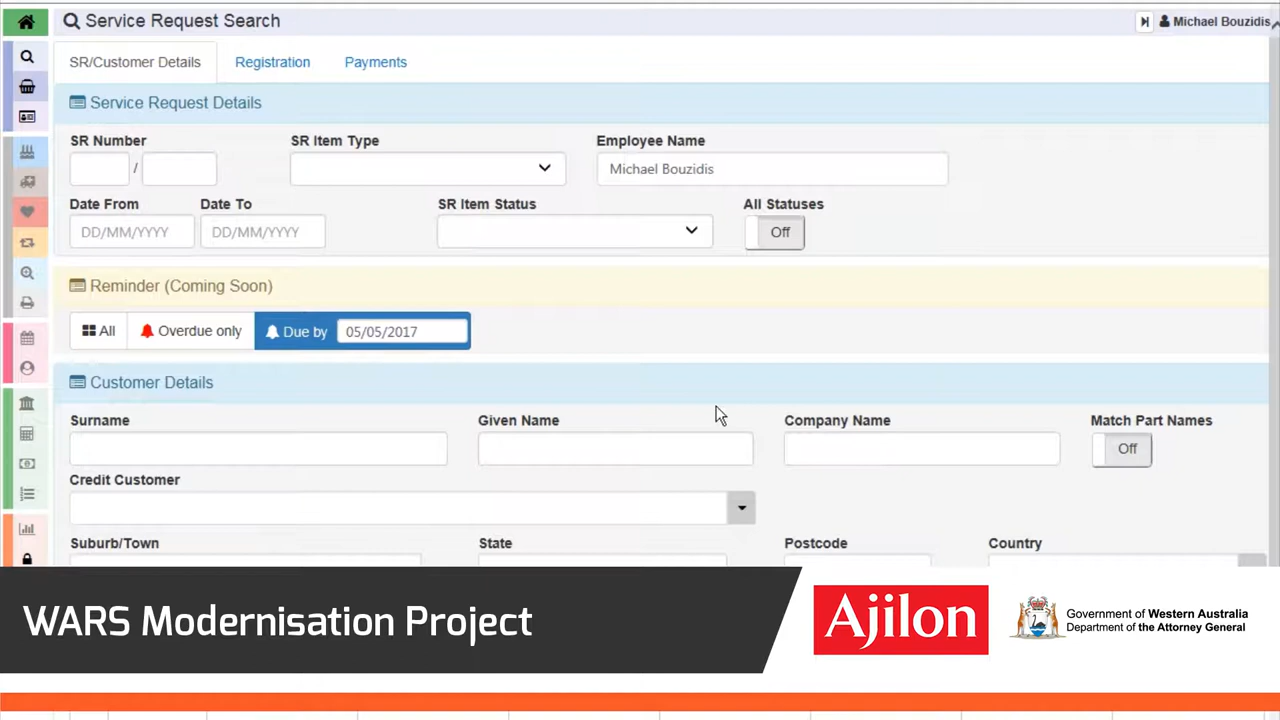 Service Request Search
Michael Bouzidis
SR/Customer Details Registration Payments
Service Request Details
SR Number SR Item Type Employee Name
/ Michael Bouzidis
Date From Date To SR Item Status All Statuses
DD/MM/YYYY DD/MM/YYYY Off
Reminder (Coming Soon)
All Overdue only Due by 05/05/2017
Customer Details
Surname Given Name Company Name Match Part Names
Off
Credit Customer
Suburb/Town State Postcode Country
WARS Modernisation Project
Ajilon
Government of Western Australia
Department of the Attorney General